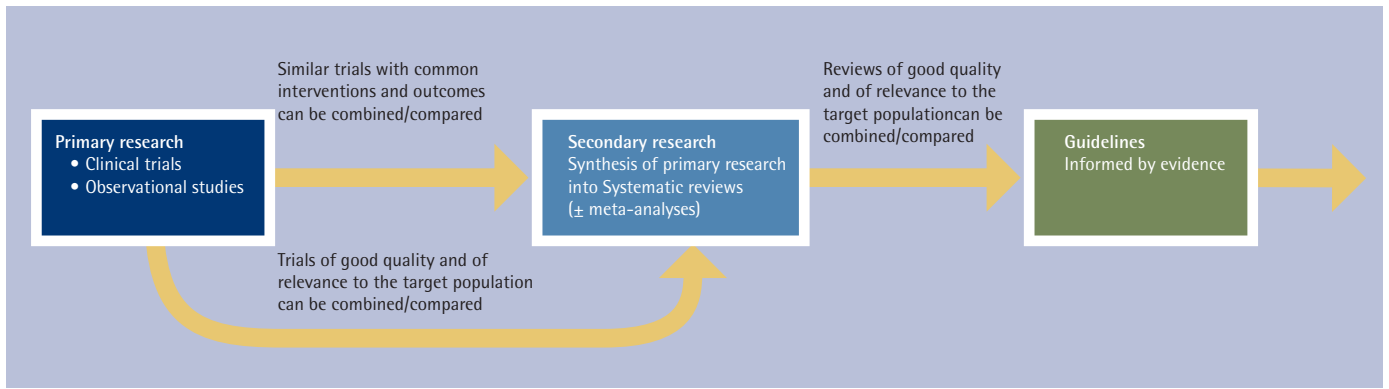 Similar trials with common
interventions and outcomes
can be combined/compared
Reviews of good quality
and of relevance to the
target populationcan be
combined/compared
Primary research
• Clinical trials
• Observational studies
Secondary research
Synthesis of primary research
into Systematic reviews
(± meta-analyses)
Guidelines
Informed by evidence
Trials of good quality and of
relevance to the target population
can be combined/compared